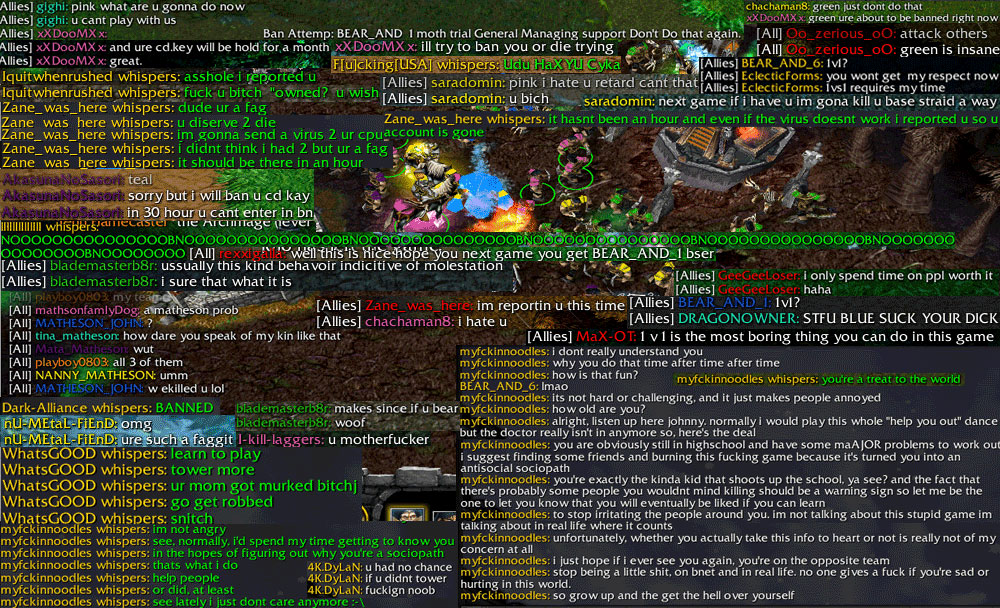 Allies] gighi: pink what are u gonna do now
Allies] gighi: u cant play with us
Allies] xXDooMX x:
Allies] xXDooMX x: and ure cd.key will be hold for a month
Allies] xXDooMX x: great.
Ban Attemp: BEAR_AND 1 moth trial General Managing support Don't Do that again.
xXDooMX x: ill try to ban you or die trying
chachaman8: green just dont do that
xXDooMX x: green ure about to be banned right now
[All] Oo_zerious_oO: attack others
[All] Oo_zerious_oO: green is insane
F[u]cking[USA] whispers: Udu HaX YU Cyka
[Allies] BEAR_AND_6: 1vl?
[Allies] EclecticForms: you wont get my respect now
[Allies] EclecticForms: 1vs1 requires my time
Iquitwhenrushed whispers: asshole i reported u
Iquitwhenrushed whispers: fuck u bitch "owned? u wish
[Allies] saradomin: pink i hate u retard cant that
[Allies] saradomin: u bich
saradomin: next game if i have u im gona kill u base straid a way
Zane_was_here whispers: dude ur a fag
Zane_was_here whispers: u diserve 2 die
Zane_was_here whispers: im gonna send a virus 2 ur cpu
Zane_was_here whispers: i didnt think i had 2 but ur a fag
Zane_was_here whispers: it should be there in an hour
Zane_was_here whispers: it hasnt been an hour and even if the virus doesnt work i reported u so u
account is gone
AkasunaNoSasori: teal
AkasunaNoSasori: sorry but i will ban u cd kay
AkasunaNoSasori: in 30 hour u cant enter in bn
gamecaster the Archmage (lever
whispers:
NOOOOOOOOOOOOOOOOBNOOOOOOOOOOOOOOOOBNOOOOOOOOOOOOOOOOBNOOOOOOOOOOOOOOOOBNOOOOOOOOOOOOOOOOBNOOOOOOO
OOOOOOOOBNOOOOOOOO
[All] rexxigalla: well this is nice hope you next game you get BEAR_AND_1 bser
[Allies] blademasterb8r: ussually this kind behavoir indicitive of molestation
[Allies] blademasterb8r: i sure that what it is
[Allies] GeeGeeLoser: i only spend time on ppl worth it
[Allies] GeeGeeLoser: haha
[All] playboy0803: my team
[All] mathsonfamlyDog: a matheson prob
[All] MATHESON_JOHN: ?
[All] tina_matheson: how dare you speak of my kin like that
[All] Mata_Matheson: wut
[All] playboy0803: all 3 of them
[All] NANNY_MATHESON: umm
[All] MATHESON_JOHN: w ekilled u lol
[Allies] Zane_was_here: im reportin u this time
[Allies] chachaman8: i hate u
[Allies] BEAR_AND_1: 1vl?
[Allies] DRAGONOWNER: STFU BLUE SUCK YOUR DICK
[Allies] MaX-OT: 1 v 1 is the most boring thing you can do in this game
myfckinnoodles: i dont really understand you
myfckinnoodles: why you do that time after time after time
myfckinnoodles: how is that fun?
BEAR_AND_6: lmao
myfckinnoodles whispers: you're a treat to the world
myfckinnoodles: its not hard or challenging, and it just makes people annoyed
myfckinnoodles: how old are you?
myfckinnoodles: alright, listen up here johnny. normally i would play this whole "help you out" dance
but the doctor really isn't in anymore so, here's the deal
myfckinnoodles: you are obviously still in highschool and have some maAJOR problems to work out
i suggest finding some friends and burning this fucking game because it's turned you into an
antisocial sociopath
myfckinnoodles: you're exactly the kinda kid that shoots up the school, ya see? and the fact that
there's probably some people you wouldnt mind killing should be a warning sign so let me be the
one to let you know that you will eventually be liked if you can learn
myfckinnoodles: to stop irritating the people around you. im not talking about this stupid game im
talking about in real life where it counts
myfckinnoodles: unfortunately, whether you actually take this info to heart or not is really not of my
concern at all
myfckinnoodles: i just hope if i ever see you again, you're on the opposite team
myfckinnoodles: stop being a little shit, on bnet and in real life. no one gives a fuck if you're sad or
hurting in this world.
myfckinnoodles: so grow up and the get the hell over yourself
Dark-Alliance whispers: BANNED
blademasterb8r: makes since if u bear
blademasterb8r: woof
nU-MEtaL-FiEnD: omg
nU-MEtaL-FiEnD: ure such a faggit
I-kill-laggers: u motherfucker
WhatsGOOD whispers: learn to play
WhatsGOOD whispers: tower more
WhatsGOOD whispers: ur mom got murked bitchj
WhatsGOOD whispers: go get robbed
WhatsGOOD whispers: snitch
myfckinnoodles whispers: im not angry
myfckinnoodles whispers: see, normally, i'd spend my time getting to know you
myfckinnoodles whispers: in the hopes of figuring out why you're a sociopath
myfckinnoodles whispers: thats what i do
myfckinnoodles whispers: help people
myfckinnoodles whispers: or did, at least
myfckinnoodles whispers: see lately i just dont care anymore :-\
4K.DyLaN: u had no chance
4K.DyLaN: if u didnt tower
4K.DyLaN: fuckign noob